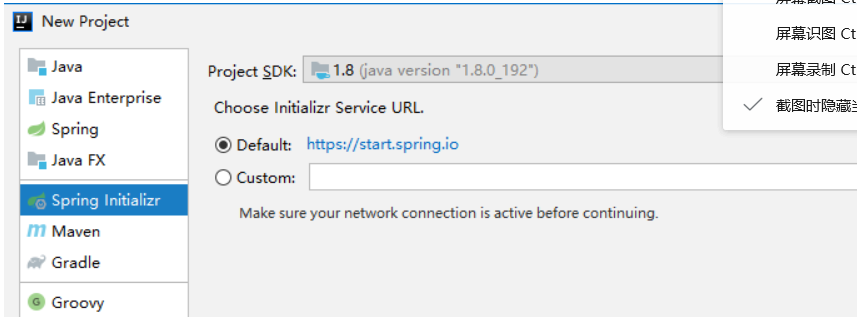 New Project
屏幕识图 Ct
屏幕录制 Ct
截图时隐藏
Java
Java Enterprise
Spring
Java FX
Spring Initializr
Maven
Gradle
Groovy
Project SDK: 1.8 (java version "1.8.0_192")
Choose Initializr Service URL.
Default: https://start.spring.io
Custom:
Make sure your network connection is active before continuing.